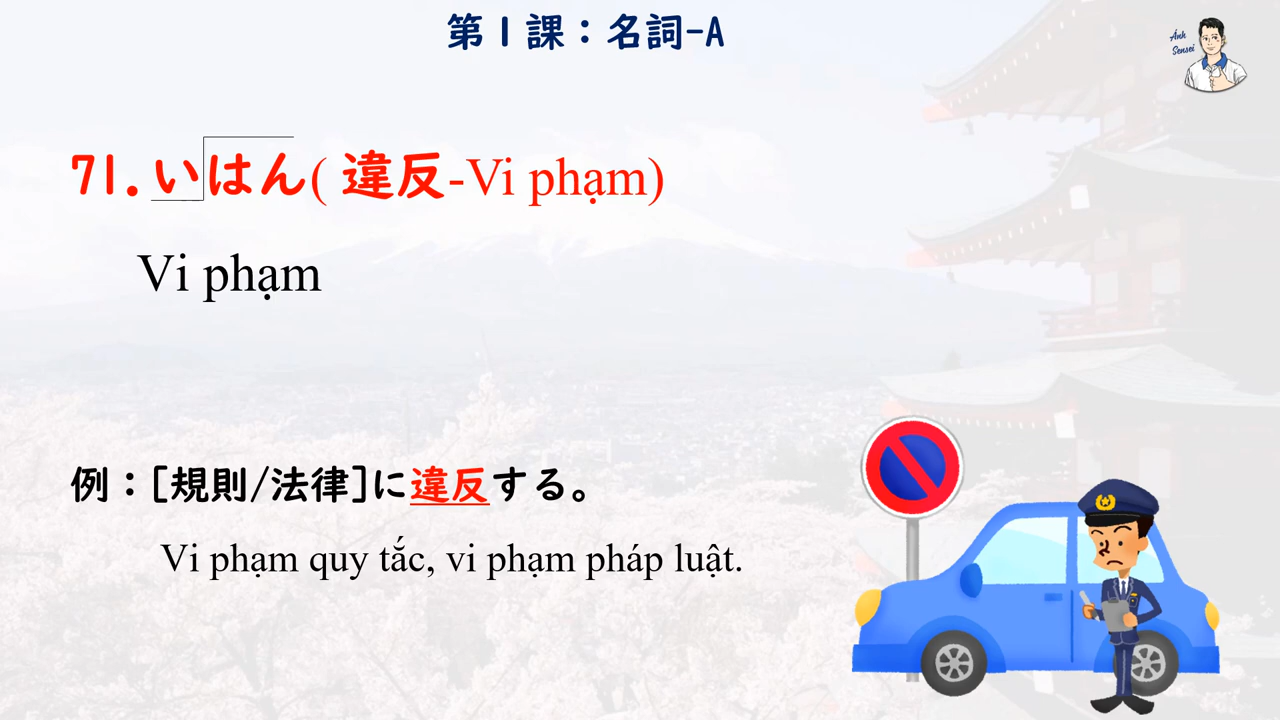 第1課：名詞-A
Anh
Sensei
71. いはん( 違反-Vi phạm)
Vi phạm
例：[規則/法律]に違反する。
Vi phạm quy tắc, vi phạm pháp luật.